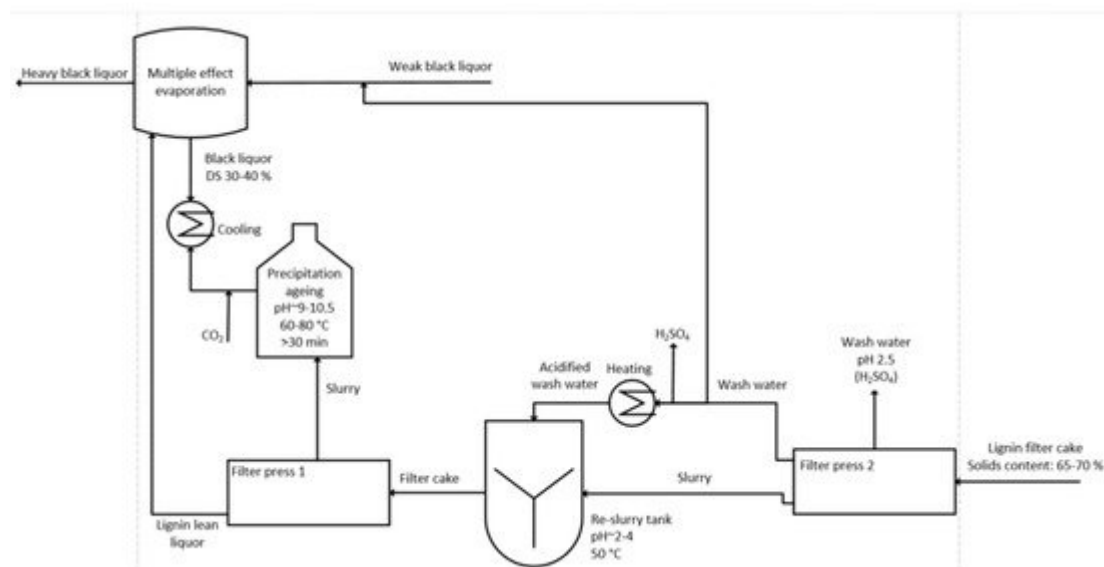 Heavy black liquor
Multiple effect
evaporation
Weak black liquor
Black liquor
DS 30-40 %
Cooling
Precipitation
ageing
pH~9-10.5
60-80 °C
>30 min
CO₂
Slurry
H₂SO₄
Wash water
pH 2.5
(H₂SO₄)
Acidified
wash water
Heating
Wash water
Filter press 1
Filter cake
Slurry
Filter press 2
Lignin filter cake
Solids content: 65-70 %
Lignin lean
liquor
Re-slurry tank
pH~2-4
50 °C